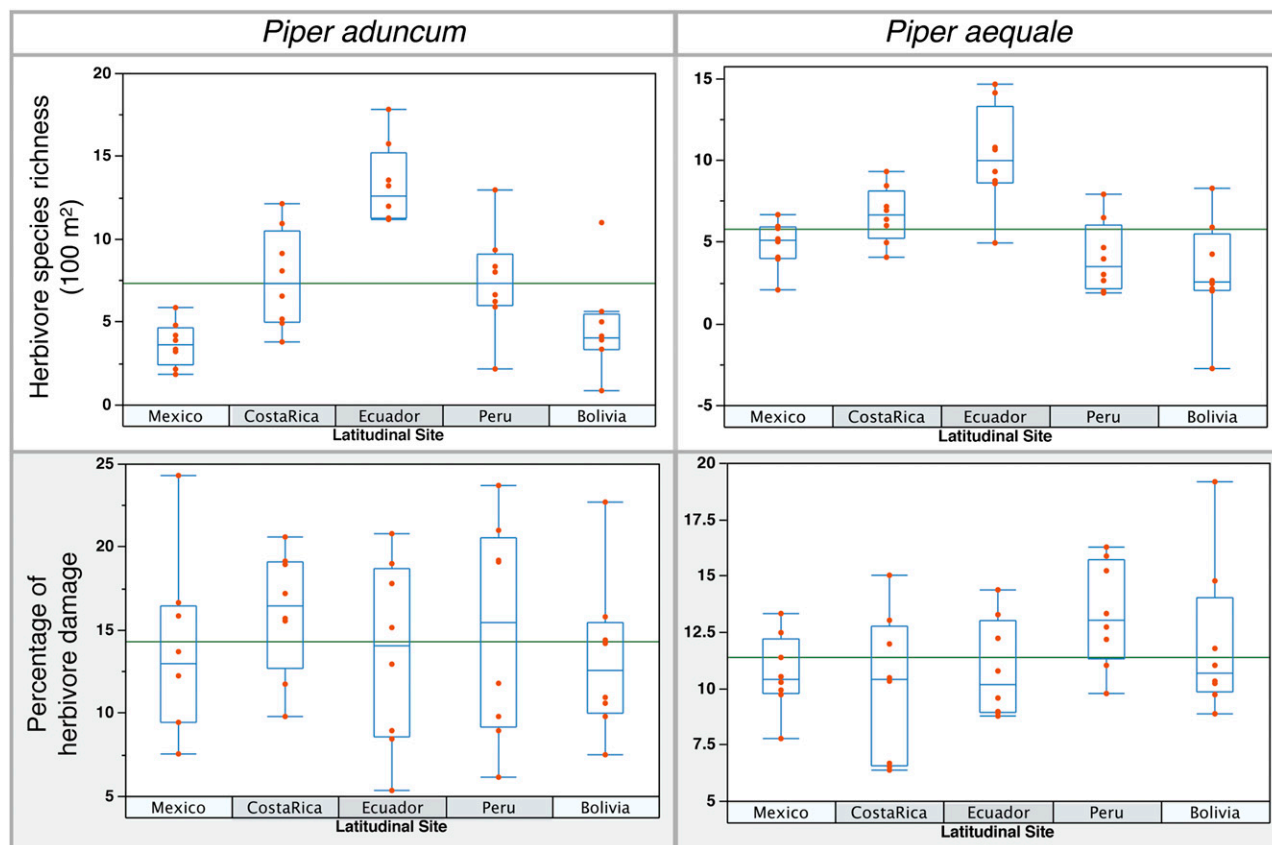 Piper aduncum
Piper aequale
Herbivore species richness
(100 m²)
20
15
10
5
0
Mexico CostaRica Ecuador Peru Bolivia
Latitudinal Site
15
10
5
0
-5
Mexico CostaRica Ecuador Peru Bolivia
Latitudinal Site
Percentage of
herbivore damage
25
20
15
10
5
Mexico CostaRica Ecuador Peru Bolivia
Latitudinal Site
20
17.5
15
12.5
10
7.5
5
Mexico CostaRica Ecuador Peru Bolivia
Latitudinal Site